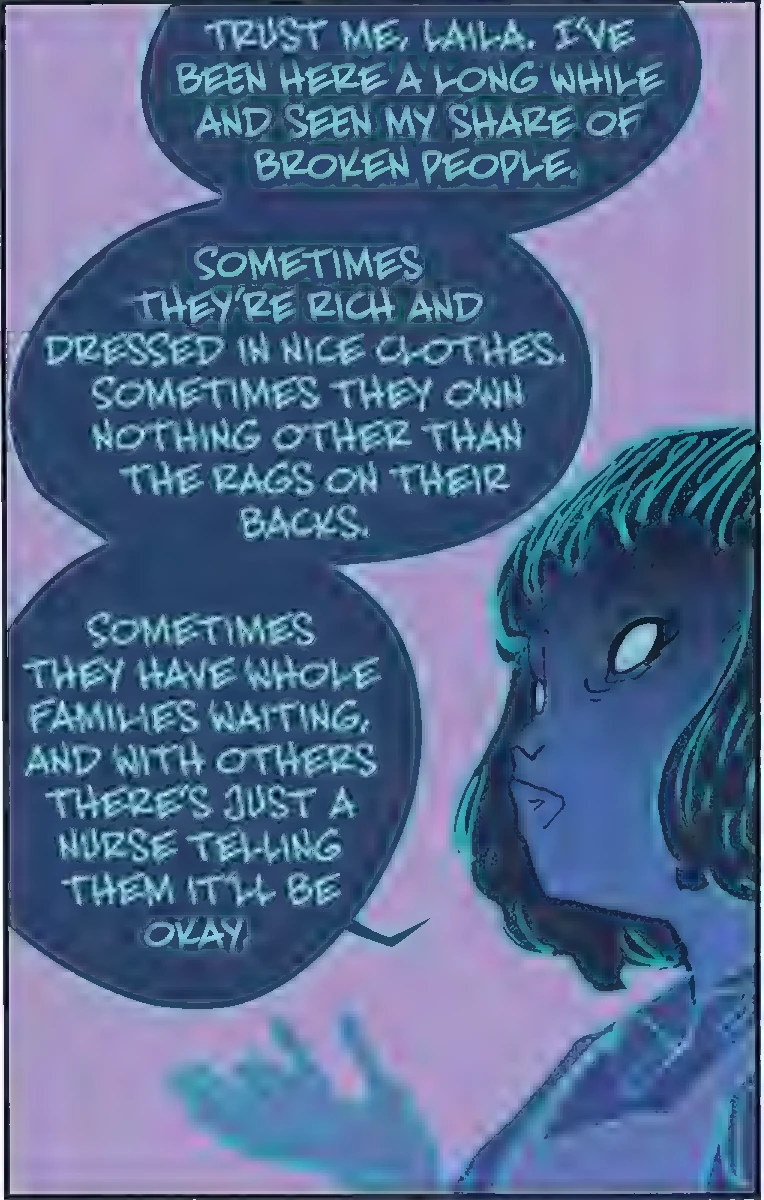 TRUST ME, LAILA. I'VE
BEEN HERE A LONG WHILE
AND SEEN MY SHARE OF
BROKEN PEOPLE.
SOMETIMES
THEY'RE RICH AND
DRESSED IN NICE CLOTHES.
SOMETIMES THEY OWN
NOTHING OTHER THAN
THE RAGS ON THEIR
BACKS.
SOMETIMES
THEY HAVE WHOLE
FAMILIES WAITING,
AND WITH OTHERS
THERE'S JUST A
NURSE TELLING
THEM IT'LL BE
OKAY